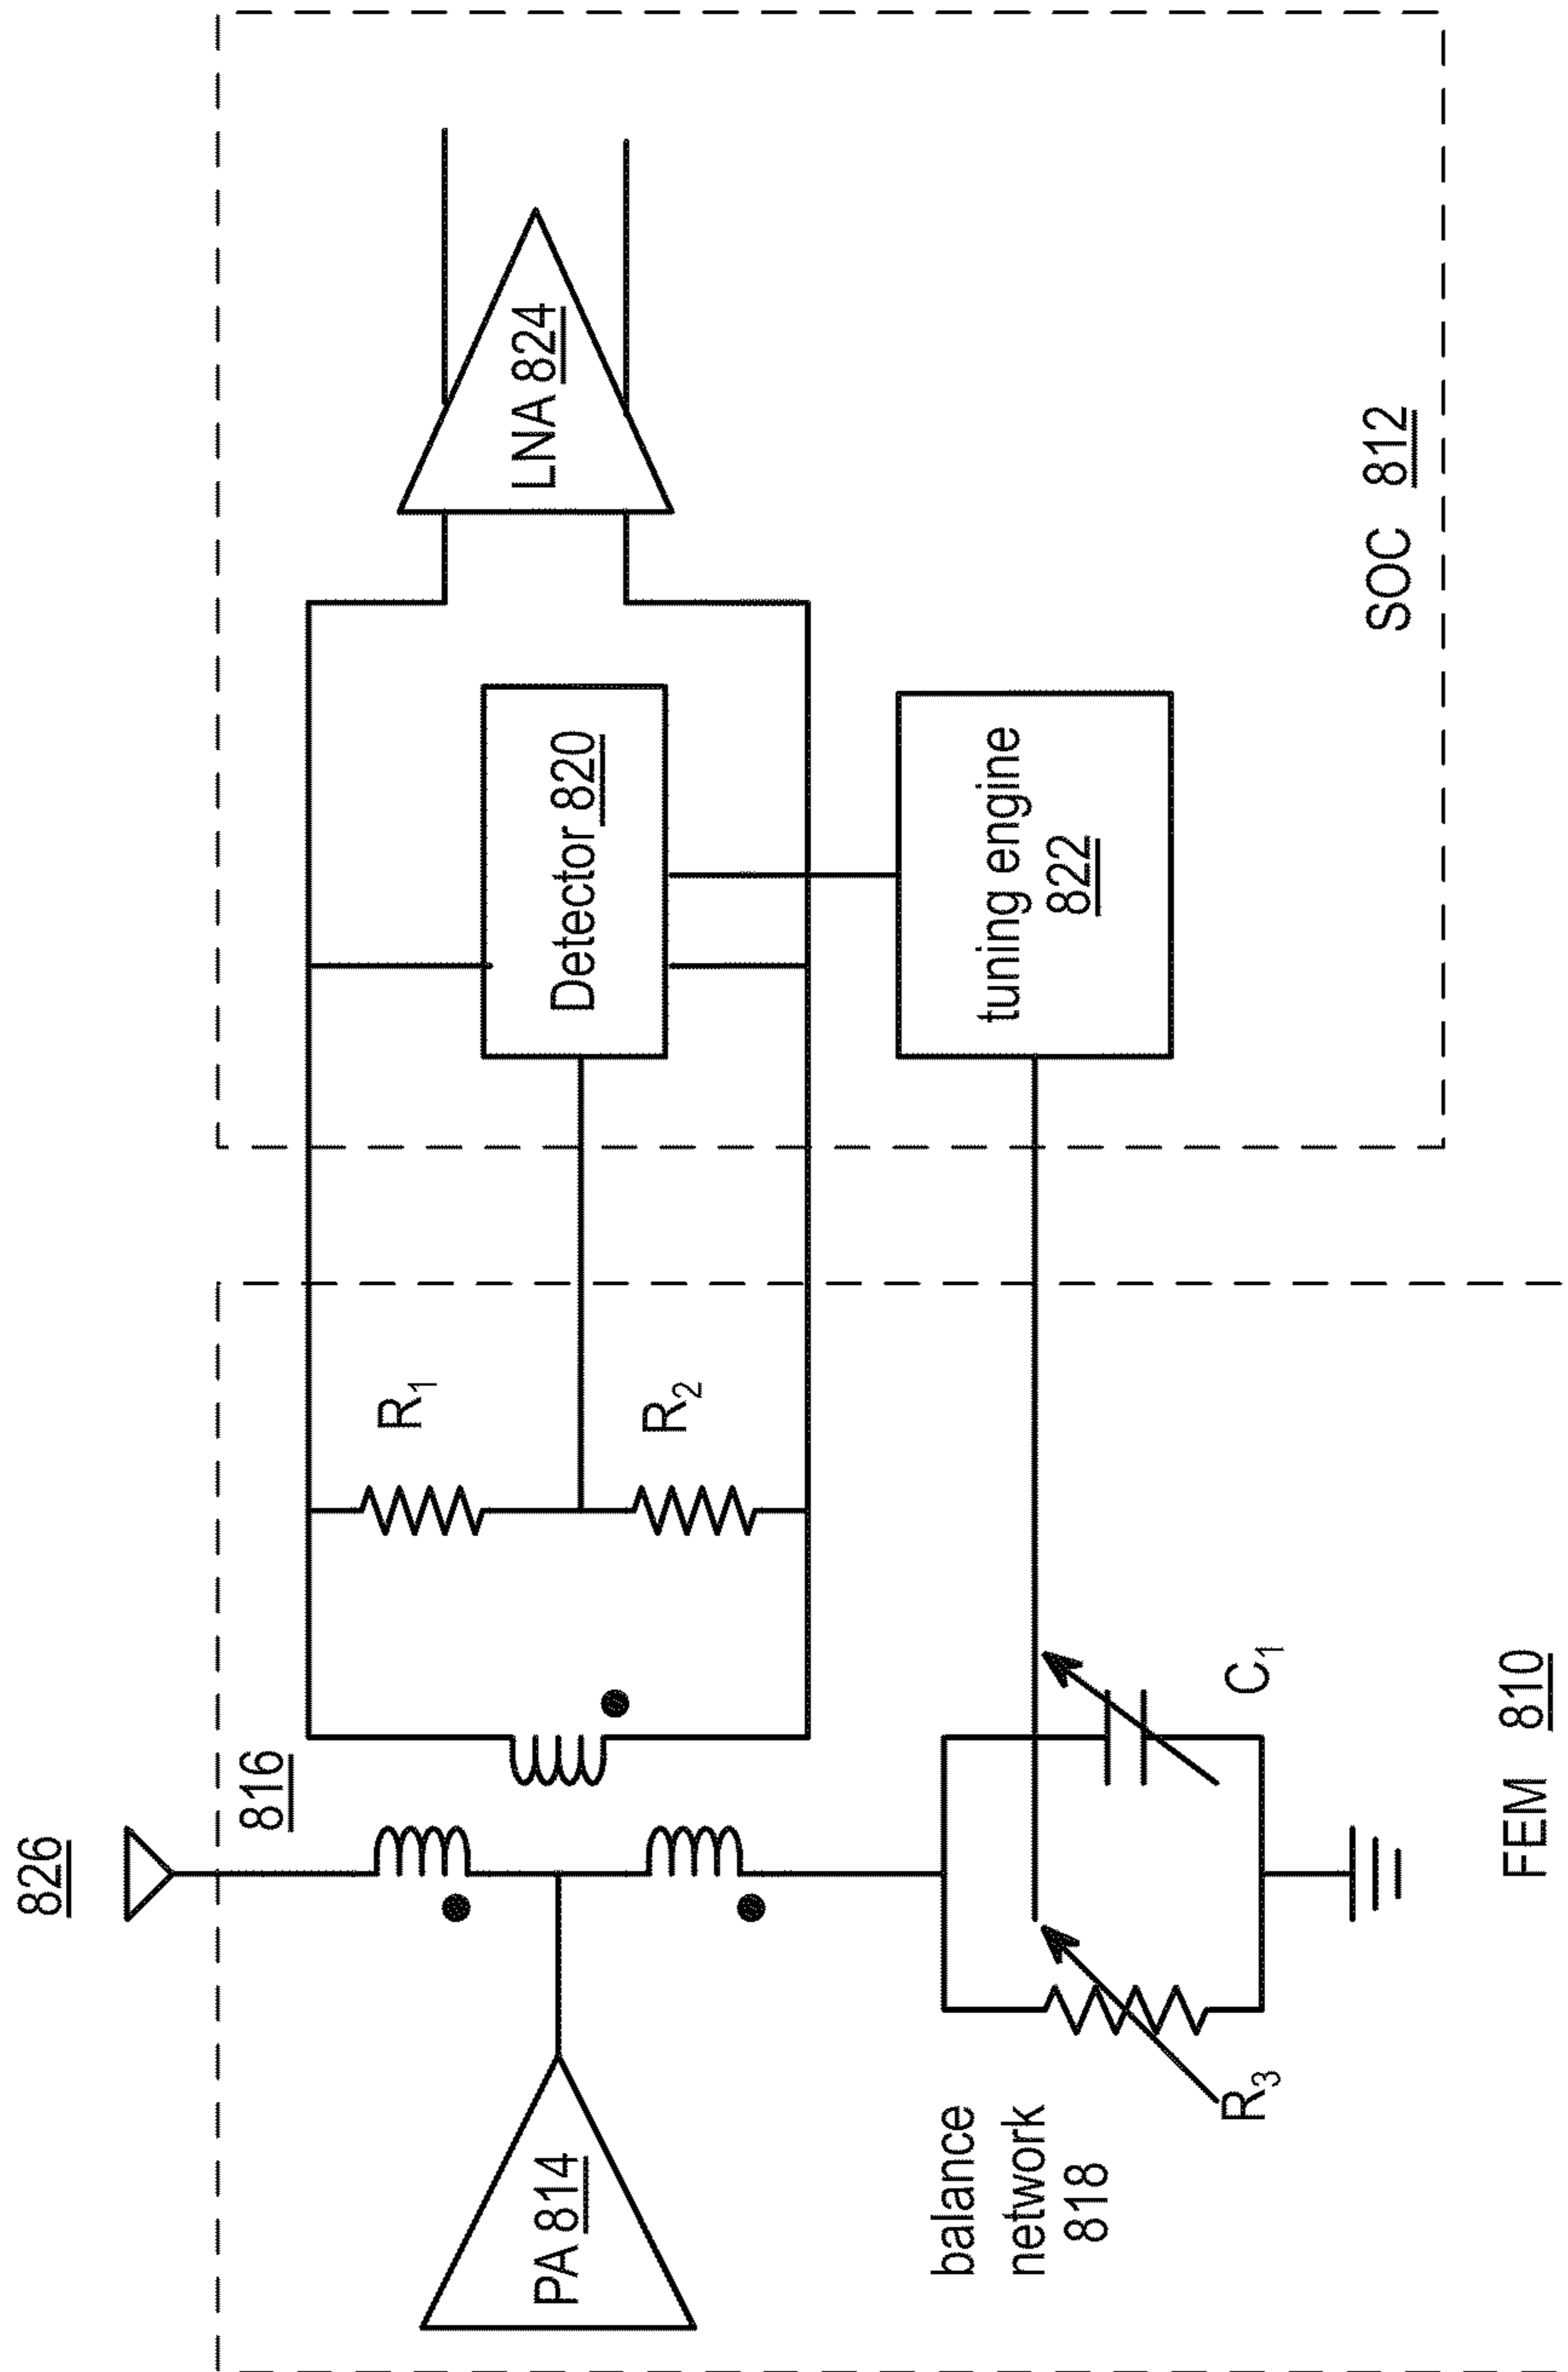 826
816
PA 814
balance
network
818
R3
C1
FEM 810
R1
R2
Detector 820
tuning engine
822
LNA 824
SOC 812